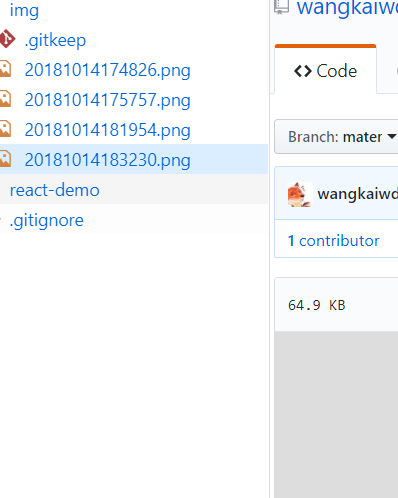 img
.gitkeep
20181014174826.png
20181014175757.png
20181014181954.png
20181014183230.png
react-demo
.gitignore
wangkaiwd
Code
Branch: mater
wangkaiwd
1 contributor
64.9 KB